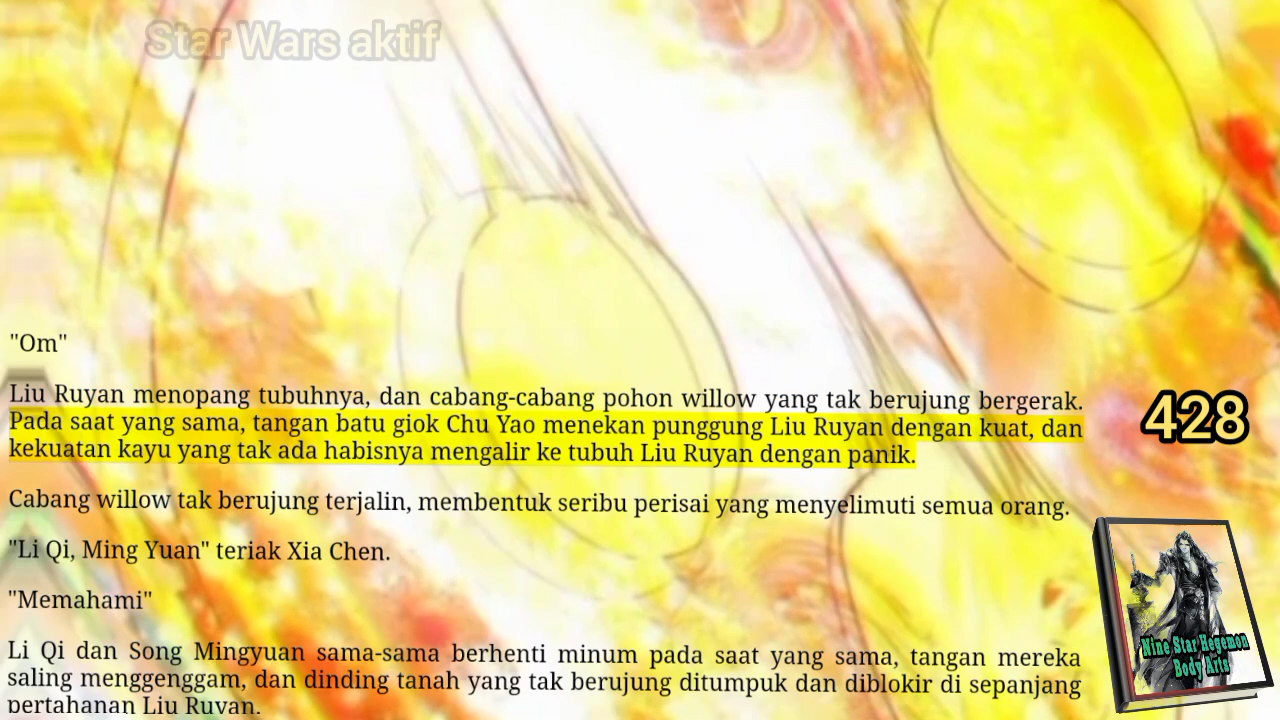 Star Wars aktif
"Om"
Liu Ruyan menopang tubuhnya, dan cabang-cabang pohon willow yang tak berujung bergerak.
Pada saat yang sama, tangan batu giok Chu Yao menekan punggung Liu Ruyan dengan kuat, dan
kekuatan kayu yang tak ada habisnya mengalir ke tubuh Liu Ruyan dengan panik.
428
Cabang willow tak berujung terjalin, membentuk seribu perisai yang menyelimuti semua orang.
"Li Qi, Ming Yuan" teriak Xia Chen.
"Memahami"
Li Qi dan Song Mingyuan sama-sama berhenti minum pada saat yang sama, tangan mereka
saling menggenggam, dan dinding tanah yang tak berujung ditumpuk dan diblokir di sepanjang
pertahanan Liu Ruyan.
Nine Star Hegemon
Body Arts